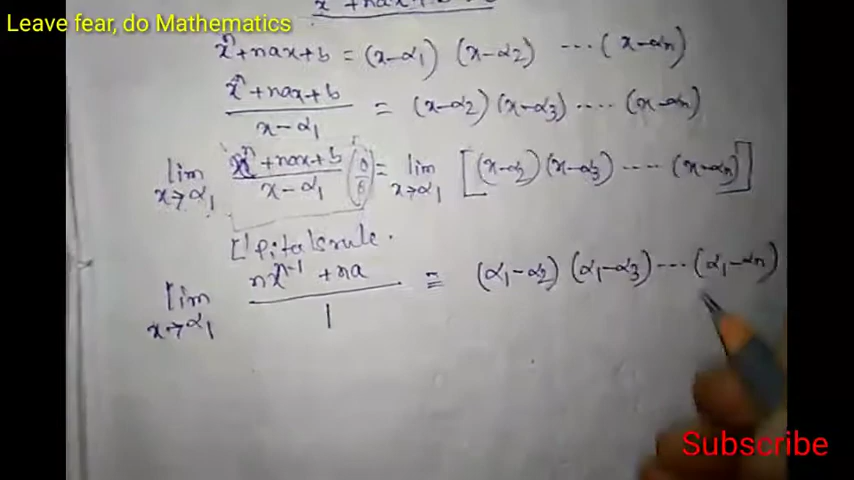 Leave fear, do Mathematics
xⁿ+nax+b = (x-α1) (x-α2) ---- (x-αn)
xⁿ+nax+b / x-α1 = (x-α2)(x-α3) ---- (x-αn)
lim x→α1 xⁿ+nax+b / x-α1 (0/0) = lim x→α1 [(x-α2)(x-α3) ---- (x-αn)]
L'pitalsrule.
lim x→α1 nxⁿ⁻¹+na / 1 = (α1-α2) (α1-α3) --- (α1-αn)
Subscribe